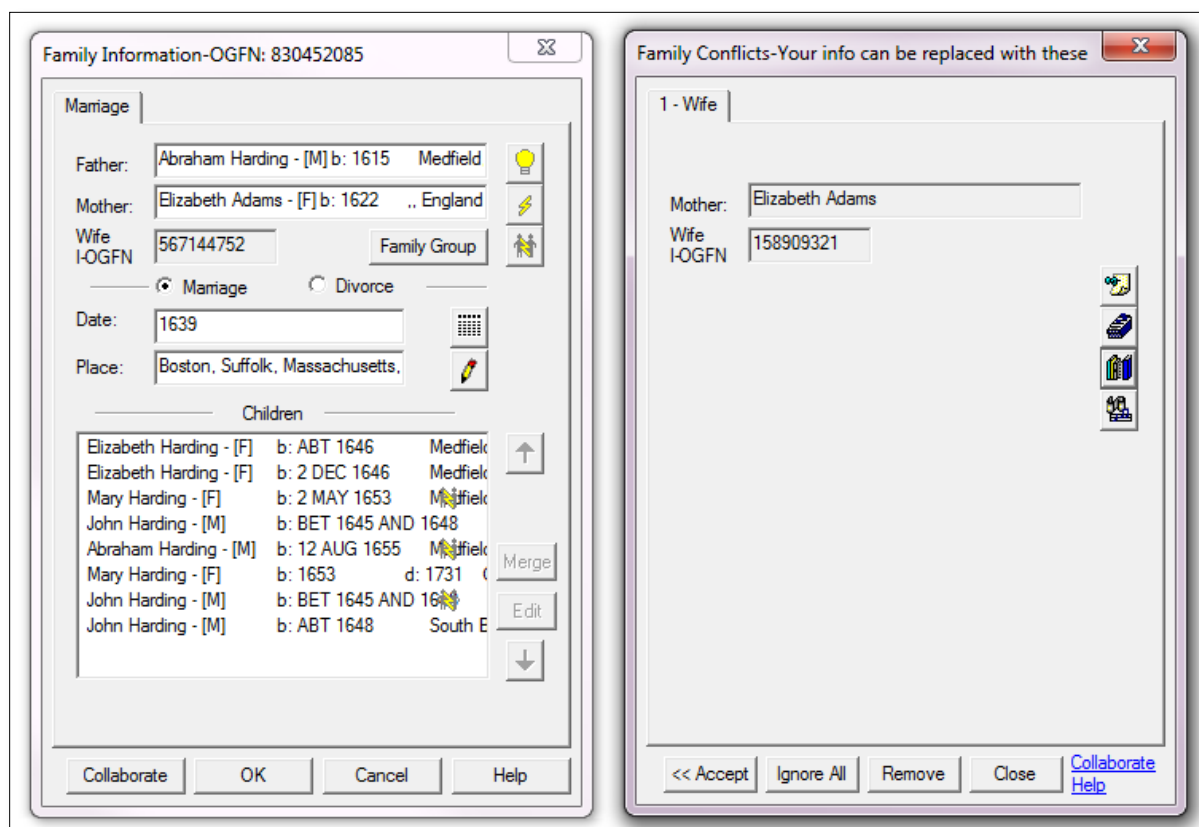 Family Information-OGFN: 830452085
Marriage
Father: Abraham Harding - [M] b: 1615 Medfield
Mother: Elizabeth Adams - [F] b: 1622 ,, England
Wife
I-OGFN 567144752 Family Group
Marriage Divorce
Date: 1639
Place: Boston, Suffolk, Massachusetts,
Children
Elizabeth Harding - [F] b: ABT 1646 Medfield
Elizabeth Harding - [F] b: 2 DEC 1646 Medfield
Mary Harding - [F] b: 2 MAY 1653 Medfield
John Harding - [M] b: BET 1645 AND 1648
Abraham Harding - [M] b: 12 AUG 1655 Medfield
Mary Harding - [F] b: 1653 d: 1731
John Harding - [M] b: BET 1645 AND
John Harding - [M] b: ABT 1648 South
Merge
Edit
Collaborate OK Cancel Help
Family Conflicts-Your info can be replaced with these
1 - Wife
Mother: Elizabeth Adams
Wife
I-OGFN 158909321
<< Accept Ignore All Remove Close Collaborate
Help